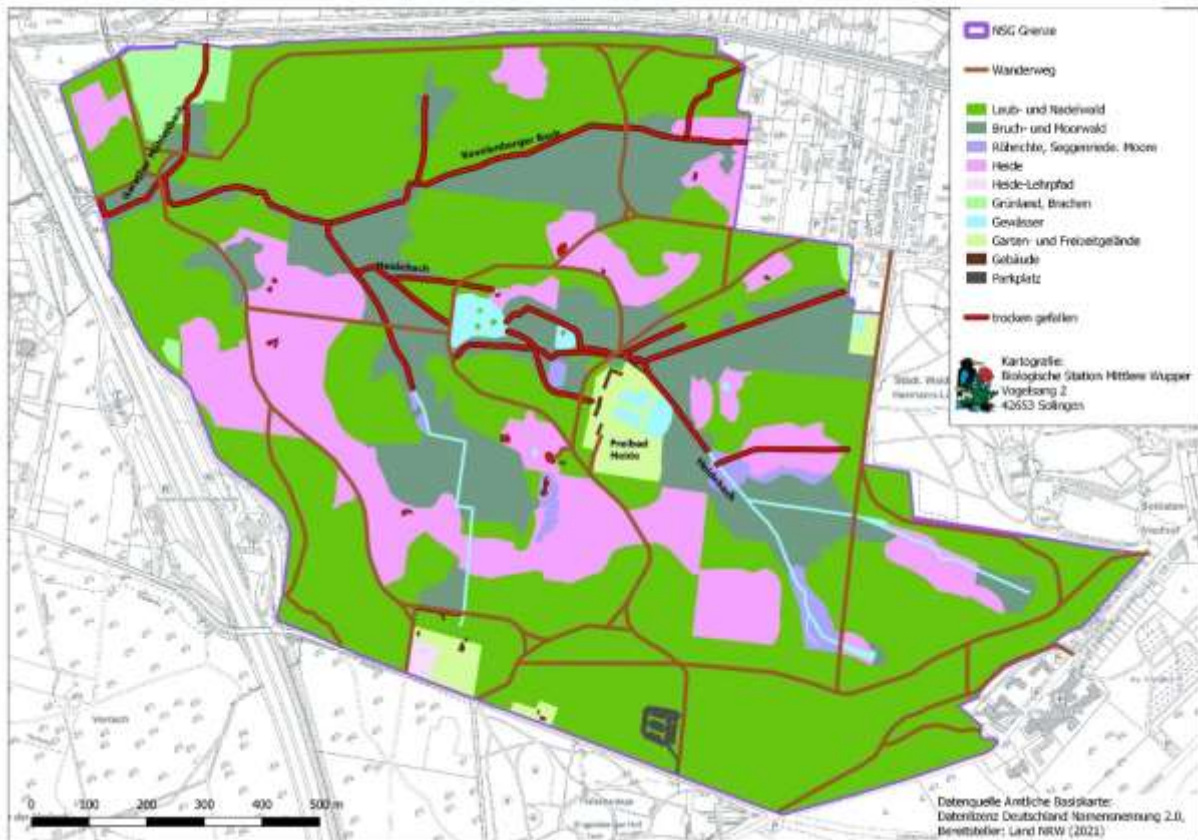 NSG Grenze
Wanderweg
Laub- und Nadelwald
Bruch- und Moorwald
Röhrichte, Seggenriede, Moore
Heide
Heide-Lehrpfad
Grünland, Brachen
Gewässer
Garten- und Freizeitgelände
Gebäude
Parkplatz
trocken gefallen
Kartografie:
Biologische Station Mittlere Wupper
Vogelsang 2
42653 Solingen
Heidebach
Freibad
Heide
Heidebach
0 100 200 300 400 500 m
Datenquelle Amtliche Basiskarte:
Datenlizenz Deutschland Namensnennung 2.0,
Bereitsteller: Land NRW (2021)